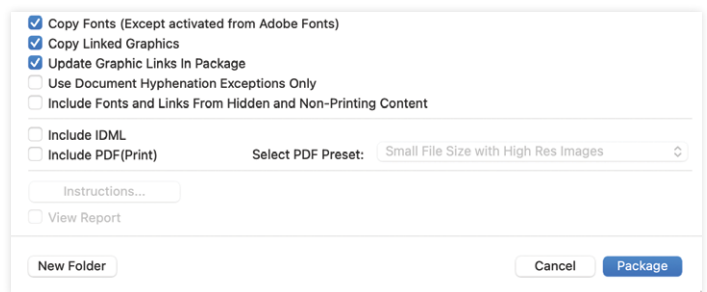 Copy Fonts (Except activated from Adobe Fonts)
Copy Linked Graphics
Update Graphic Links In Package
Use Document Hyphenation Exceptions Only
Include Fonts and Links From Hidden and Non-Printing Content
Include IDML
Include PDF(Print) Select PDF Preset: Small File Size with High Res Images
Instructions...
View Report
New Folder Cancel Package